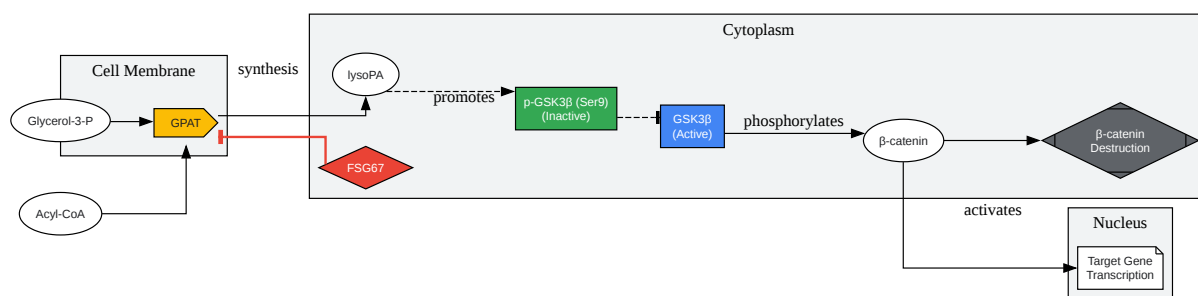 Cytoplasm
Cell Membrane
synthesis
lysoPA
promotes
p-GSK3β (Ser9)
(Inactive)
GSK3β
(Active)
phosphorylates
β-catenin
β-catenin
Destruction
Glycerol-3-P
GPAT
FSG67
Acyl-CoA
activates
Nucleus
Target Gene
Transcription